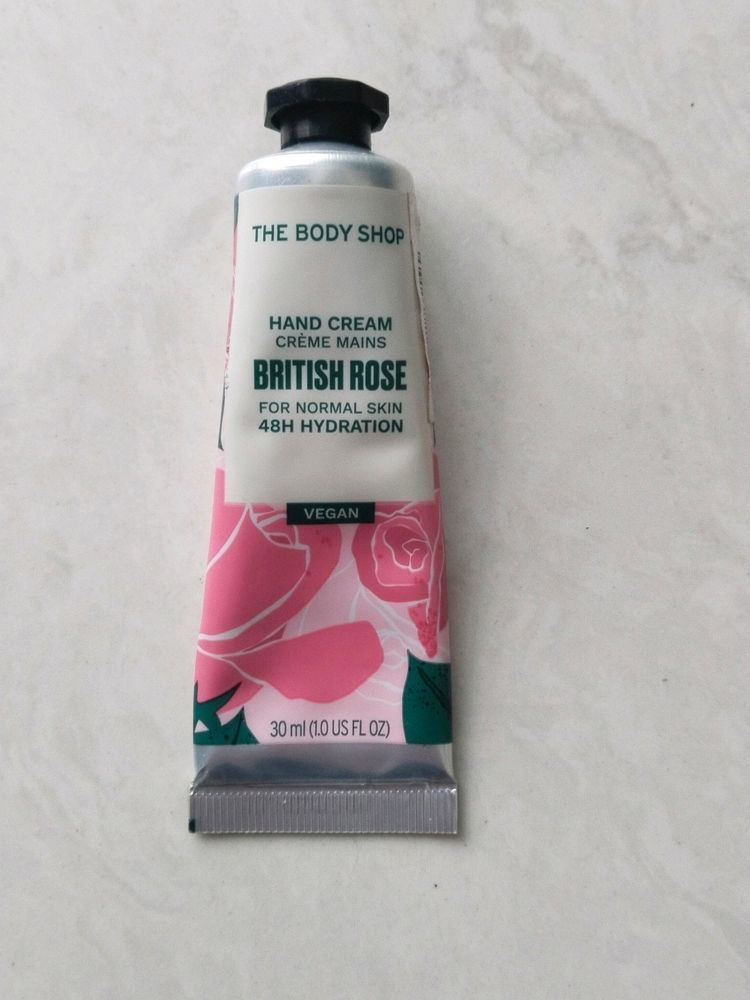 THE BODY SHOP
HAND CREAM
CRÈME MAINS
BRITISH ROSE
FOR NORMAL SKIN
48H HYDRATION
VEGAN
30 ml (1.0 US FL OZ)